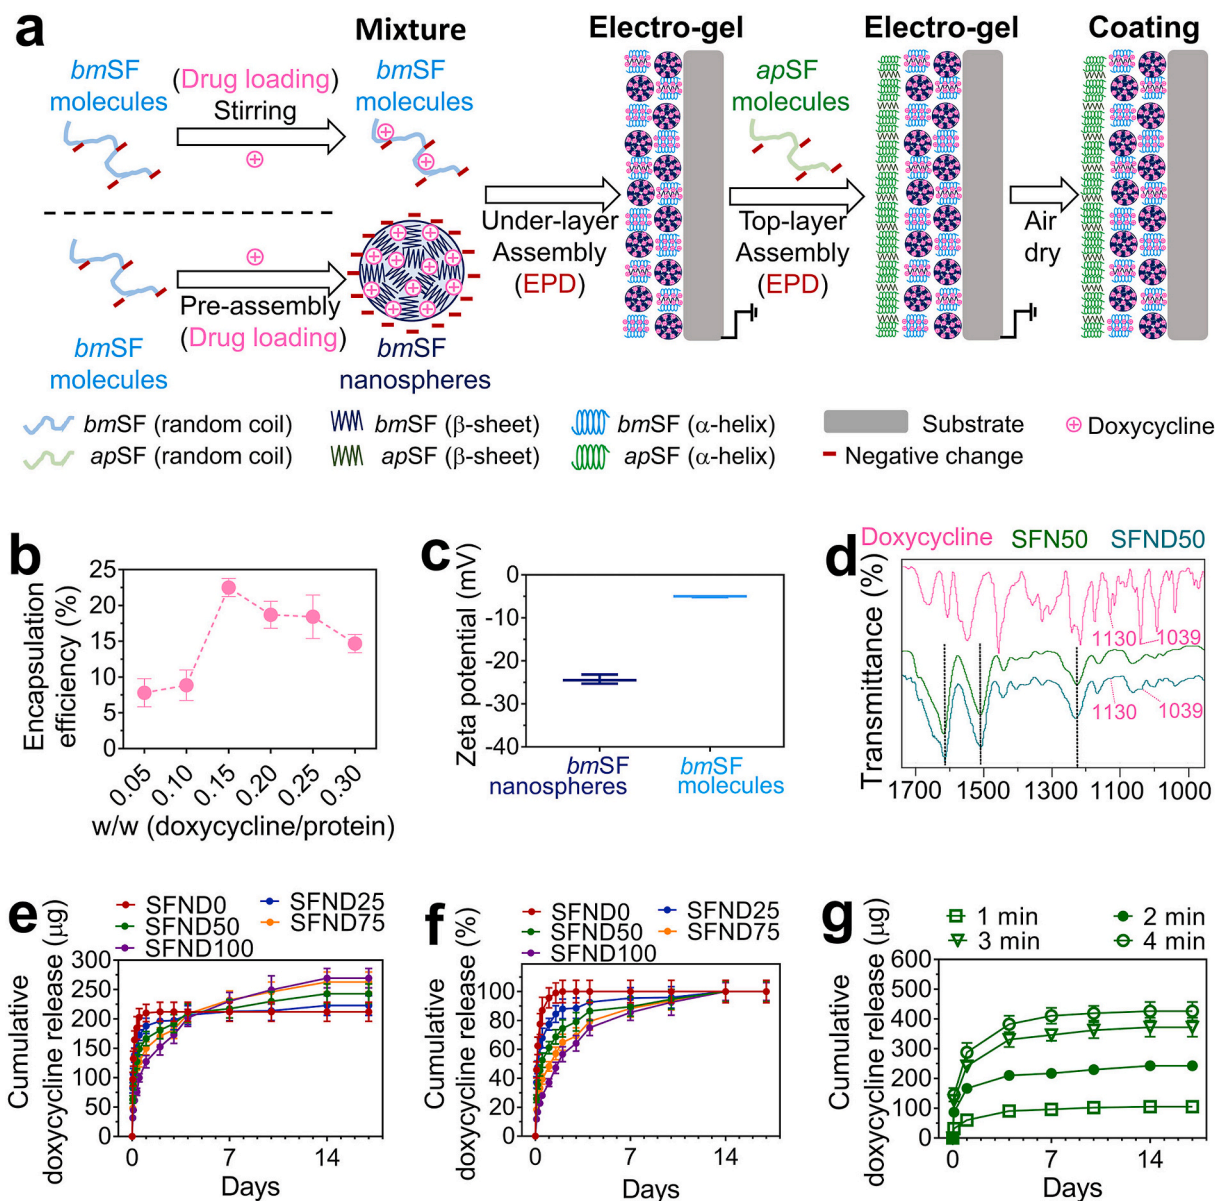 a
Mixture
Electro-gel
Electro-gel
Coating
bmSF
molecules
(Drug loading)
Stirring
bmSF
molecules
apSF
molecules
Under-layer
Assembly
(EPD)
Top-layer
Assembly
(EPD)
Air
dry
Pre-assembly
(Drug loading)
bmSF
molecules
bmSF
nanospheres
bmSF (random coil)
bmSF (β-sheet)
bmSF (α-helix)
Substrate
Doxycycline
apSF (random coil)
apSF (β-sheet)
apSF (α-helix)
Negative change
b
Encapsulation
efficiency (%)
25
20
15
10
5
0
0.05
0.10
0.15
0.20
0.25
0.30
w/w (doxycycline/protein)
c
Zeta potential (mV)
0
-10
-20
-30
-40
bmSF
nanospheres
bmSF
molecules
d
Doxycycline
SFN50
SFND50
Transmittance (%)
1130
1039
1130
1039
1700
1500
1300
1100
1000
e
SFND0
SFND25
SFND50
SFND75
SFND100
Cumulative
doxycycline release (µg)
300
250
200
150
100
50
0
0
7
14
Days
f
SFND0
SFND25
SFND50
SFND75
SFND100
Cumulative
doxycycline release (%)
100
80
60
40
20
0
0
7
14
Days
g
1 min
2 min
3 min
4 min
Cumulative
doxycycline release (µg)
600
500
400
300
200
100
0
0
7
14
Days